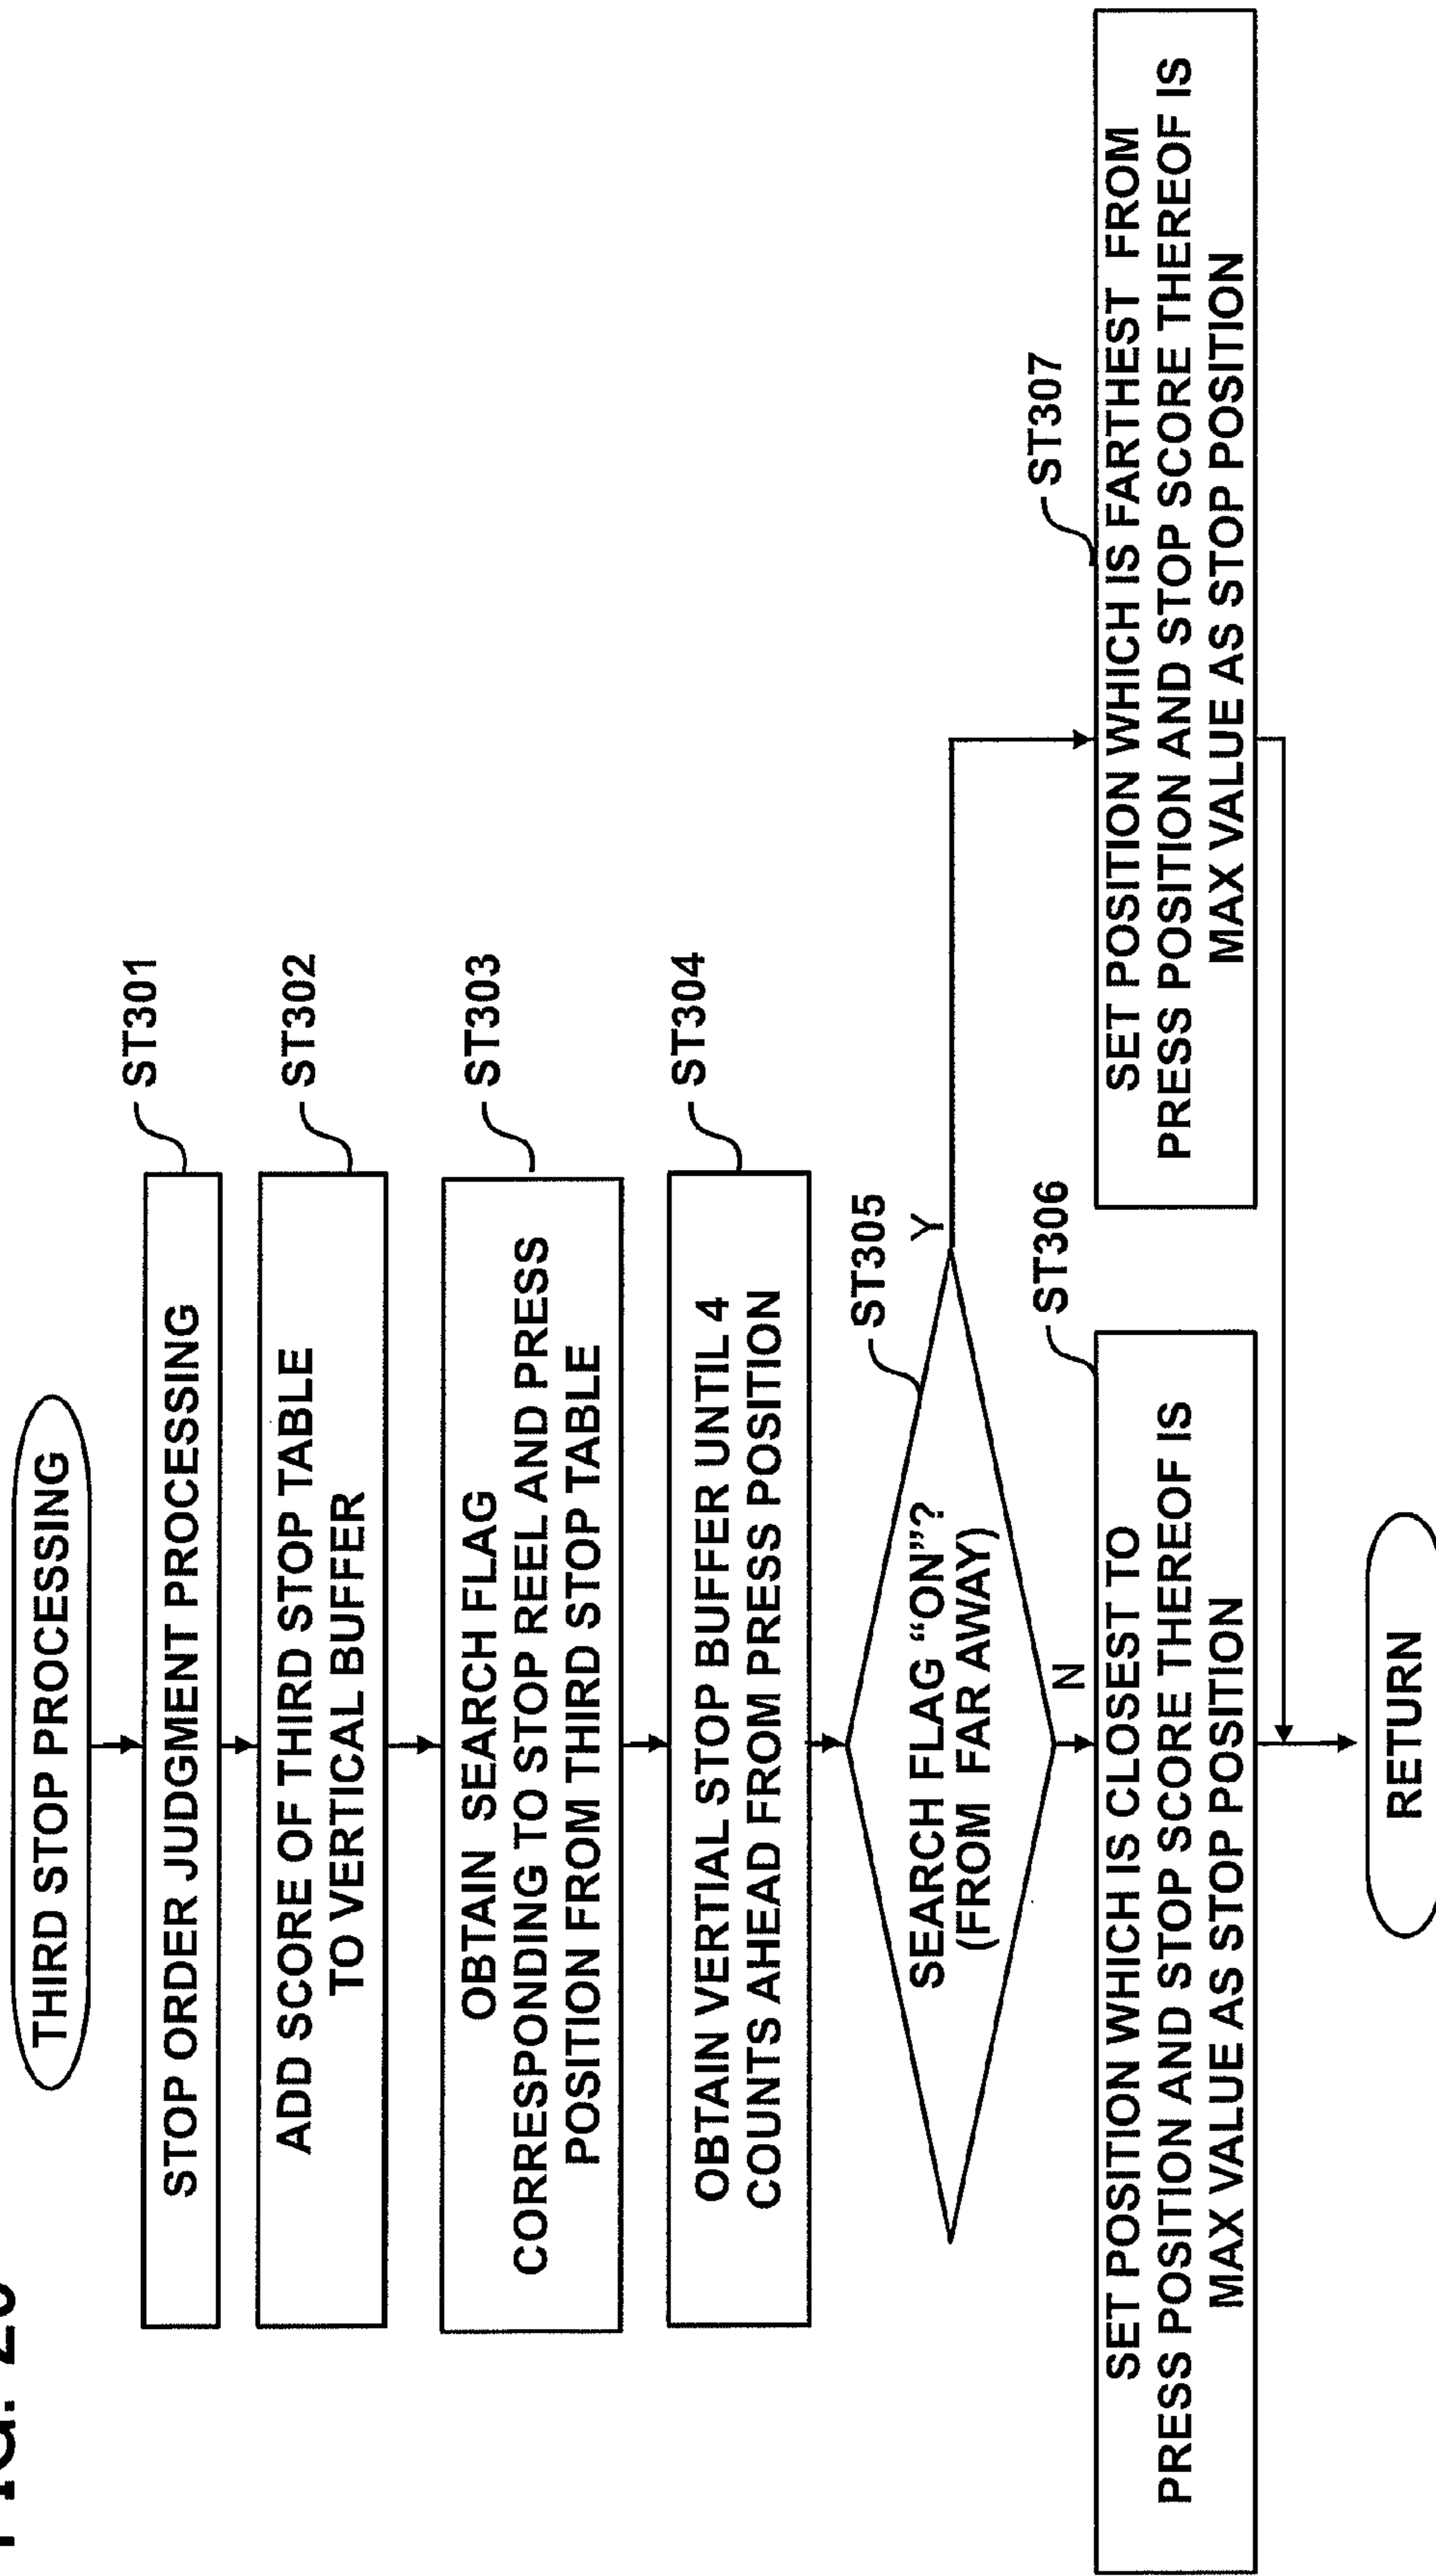 THIRD STOP PROCESSING
ST301
STOP ORDER JUDGMENT PROCESSING
ST302
ADD SCORE OF THIRD STOP TABLE
TO VERTICAL BUFFER
ST303
OBTAIN SEARCH FLAG
CORRESPONDING TO STOP REEL AND PRESS
POSITION FROM THIRD STOP TABLE
ST304
OBTAIN VERTIAL STOP BUFFER UNTIL 4
COUNTS AHEAD FROM PRESS POSITION
ST305
SEARCH FLAG “ON”?
(FROM FAR AWAY)
Y
N
ST306
SET POSITION WHICH IS CLOSEST TO
PRESS POSITION AND STOP SCORE THEREOF IS
MAX VALUE AS STOP POSITION
ST307
SET POSITION WHICH IS FARTHEST FROM
PRESS POSITION AND STOP SCORE THEREOF IS
MAX VALUE AS STOP POSITION
RETURN